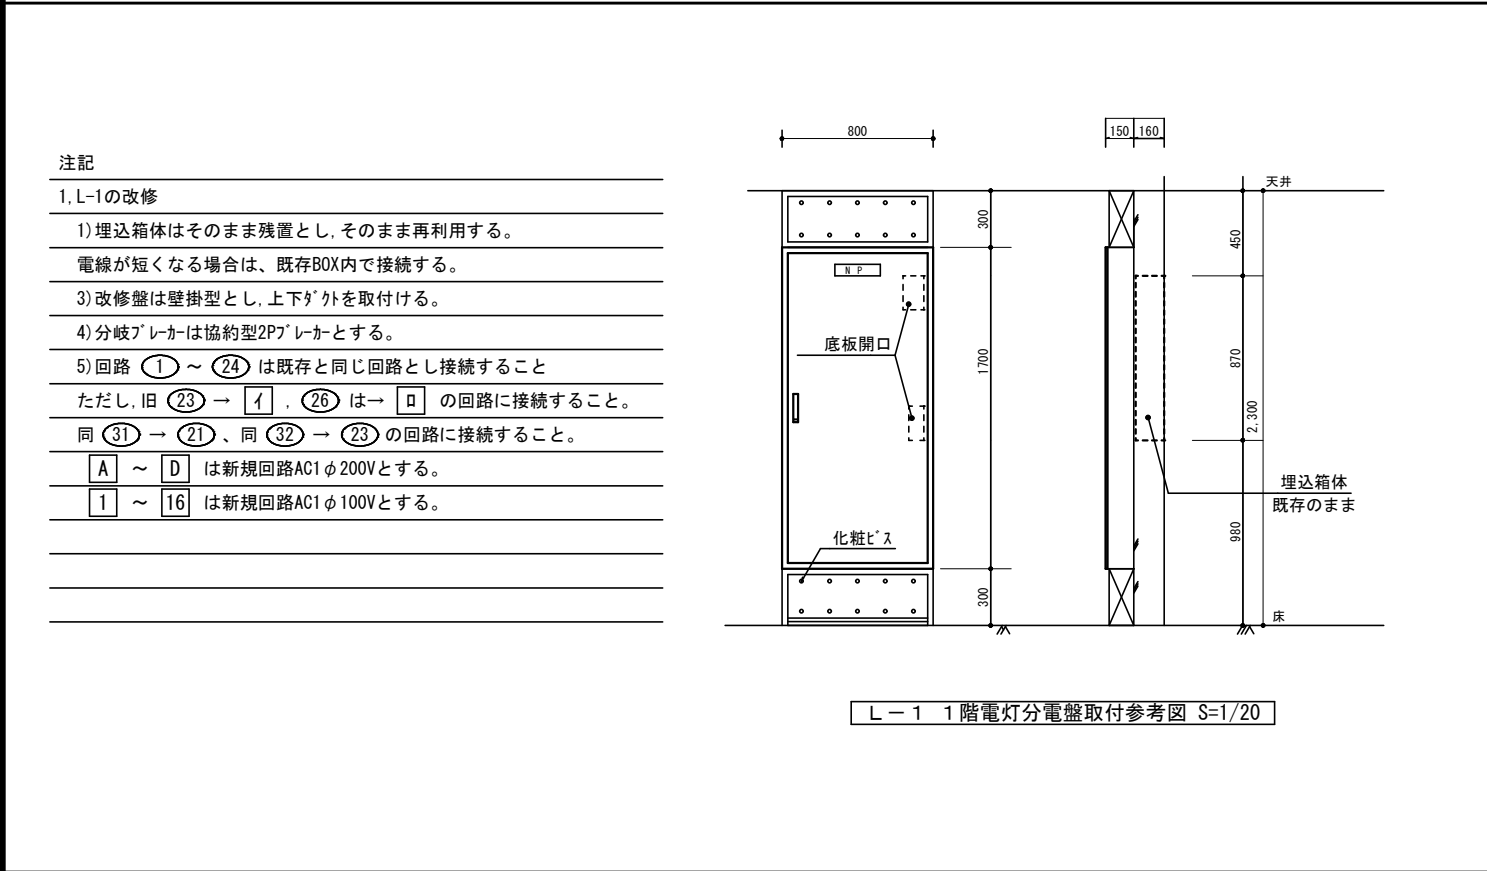 注記
1,L-1の改修
1)埋込箱体はそのまま残置とし,そのまま再利用する。
電線が短くなる場合は、既存BOX内で接続する。
3)改修盤は壁掛型とし,上下ﾀﾞｸﾄを取付ける。
4)分岐ﾌﾞﾚｰｶｰは協約型2Pﾌﾞﾚｰｶｰとする。
5)回路 1 ～ 24 は既存と同じ回路とし接続すること
ただし,旧 23 → イ , 26 は→ ロ の回路に接続すること。
同 31 → 21 、同 32 → 23 の回路に接続すること。
A ～ D は新規回路AC1φ200Vとする。
1 ～ 16 は新規回路AC1φ100Vとする。
800
150 160
天井
300
450
NP
底板開口
1700
870
2,300
埋込箱体
既存のまま
980
化粧ﾋﾞｽ
300
床
L－1 1階電灯分電盤取付参考図 S=1/20